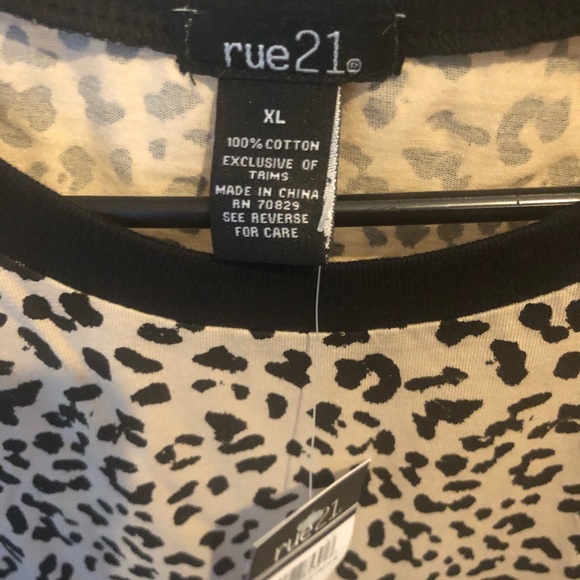 rue21®
XL
100% COTTON
EXCLUSIVE OF
TRIMS
MADE IN CHINA
RN 70829
SEE REVERSE
FOR CARE
rue21